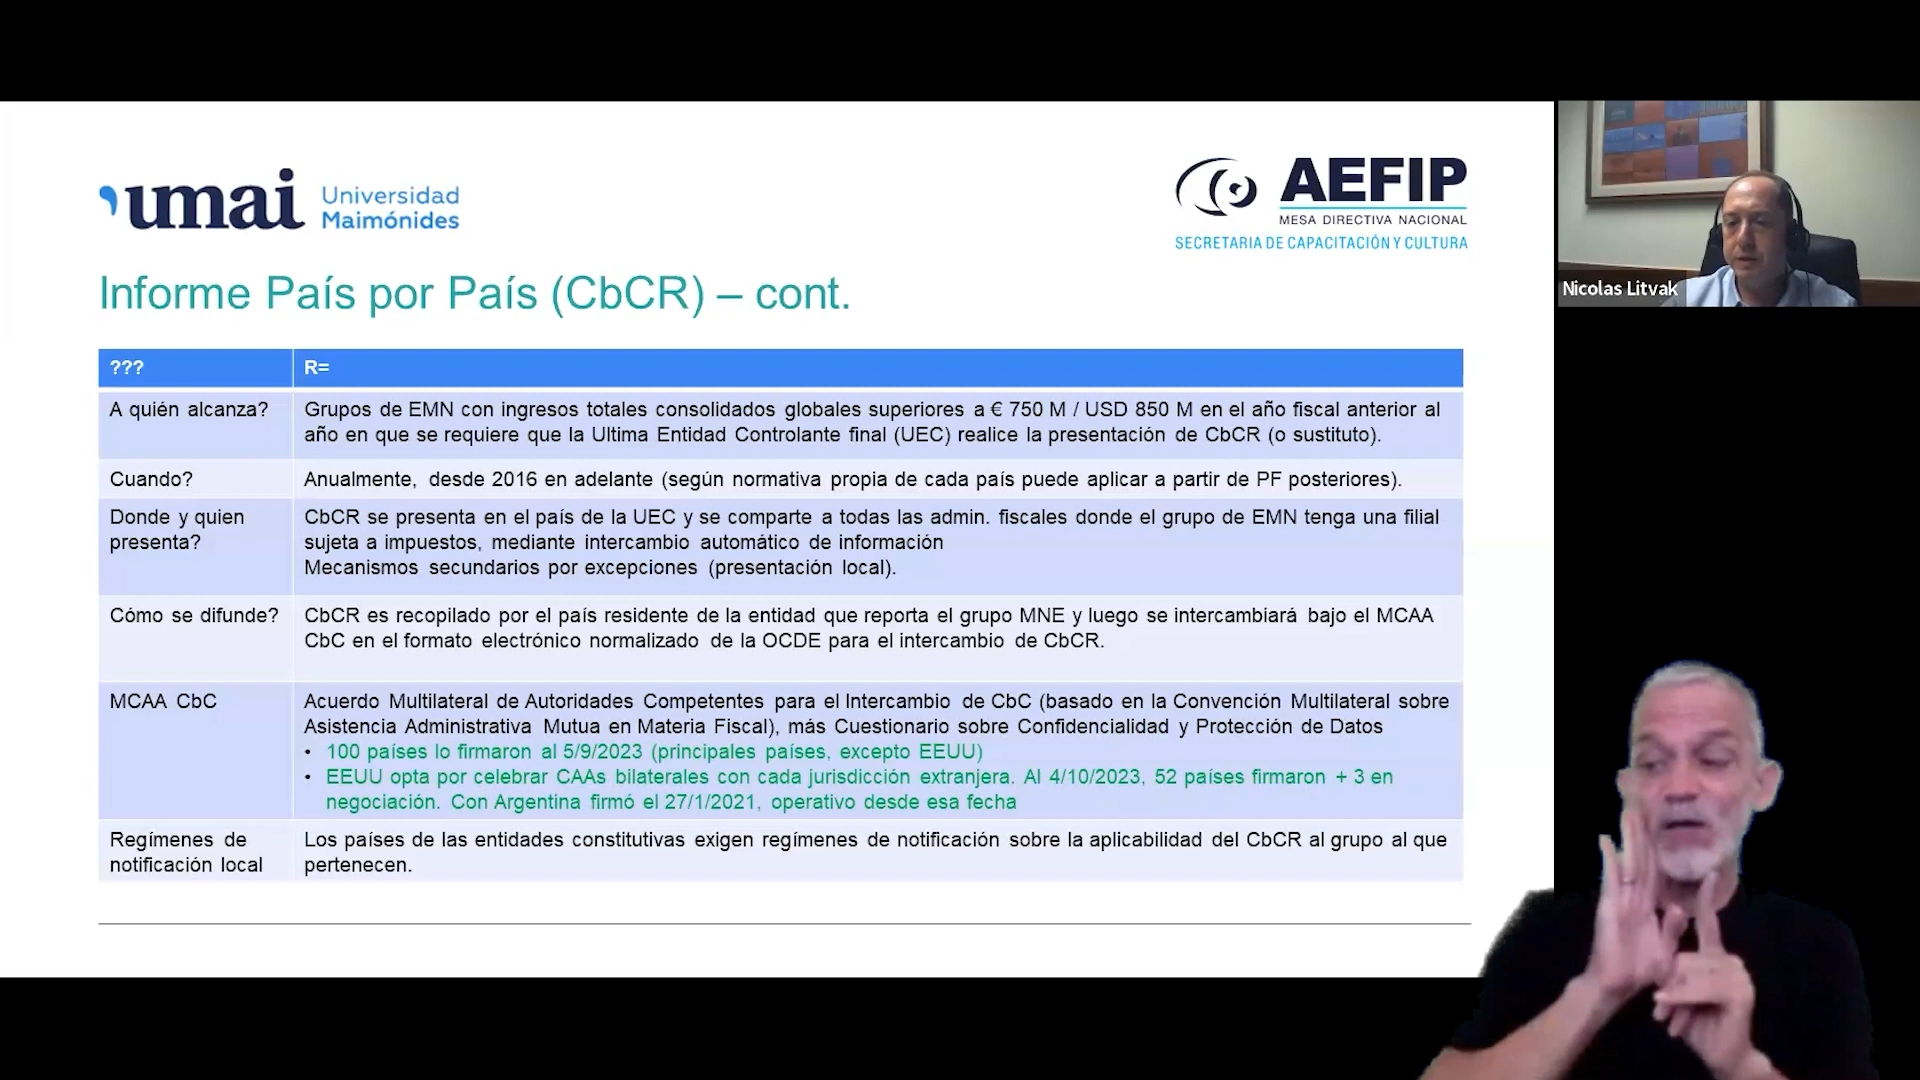 umai Universidad
Maimónides
AEFIP
MESA DIRECTIVA NACIONAL
SECRETARIA DE CAPACITACIÓN Y CULTURA
Nicolas Litvak
Informe País por País (CbCR) – cont.
??? R=
A quién alcanza? Grupos de EMN con ingresos totales consolidados globales superiores a € 750 M / USD 850 M en el año fiscal anterior al
año en que se requiere que la Ultima Entidad Controlante final (UEC) realice la presentación de CbCR (o sustituto).
Cuando? Anualmente, desde 2016 en adelante (según normativa propia de cada país puede aplicar a partir de PF posteriores).
Donde y quien CbCR se presenta en el país de la UEC y se comparte a todas las admin. fiscales donde el grupo de EMN tenga una filial
presenta? sujeta a impuestos, mediante intercambio automático de información
Mecanismos secundarios por excepciones (presentación local).
Cómo se difunde? CbCR es recopilado por el país residente de la entidad que reporta el grupo MNE y luego se intercambiará bajo el MCAA
CbC en el formato electrónico normalizado de la OCDE para el intercambio de CbCR.
MCAA CbC Acuerdo Multilateral de Autoridades Competentes para el Intercambio de CbC (basado en la Convención Multilateral sobre
Asistencia Administrativa Mutua en Materia Fiscal), más Cuestionario sobre Confidencialidad y Protección de Datos
• 100 países lo firmaron al 5/9/2023 (principales países, excepto EEUU)
• EEUU opta por celebrar CAAs bilaterales con cada jurisdicción extranjera. Al 4/10/2023, 52 países firmaron + 3 en
negociación. Con Argentina firmó el 27/1/2021, operativo desde esa fecha
Regímenes de Los países de las entidades constitutivas exigen regímenes de notificación sobre la aplicabilidad del CbCR al grupo al que
notificación local pertenecen.